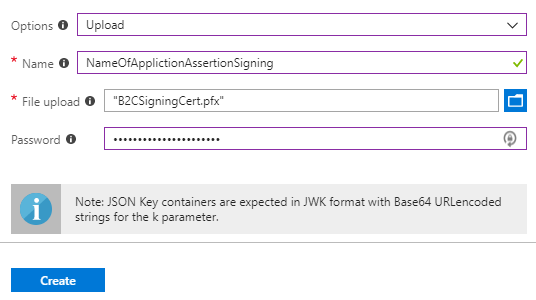 Options Upload
* Name NameOfApplictionAssertionSigning
* File upload "B2CSigningCert.pfx"
Password ••••••••••••••••••••••
Note: JSON Key containers are expected in JWK format with Base64 URLencoded
strings for the k parameter.
Create